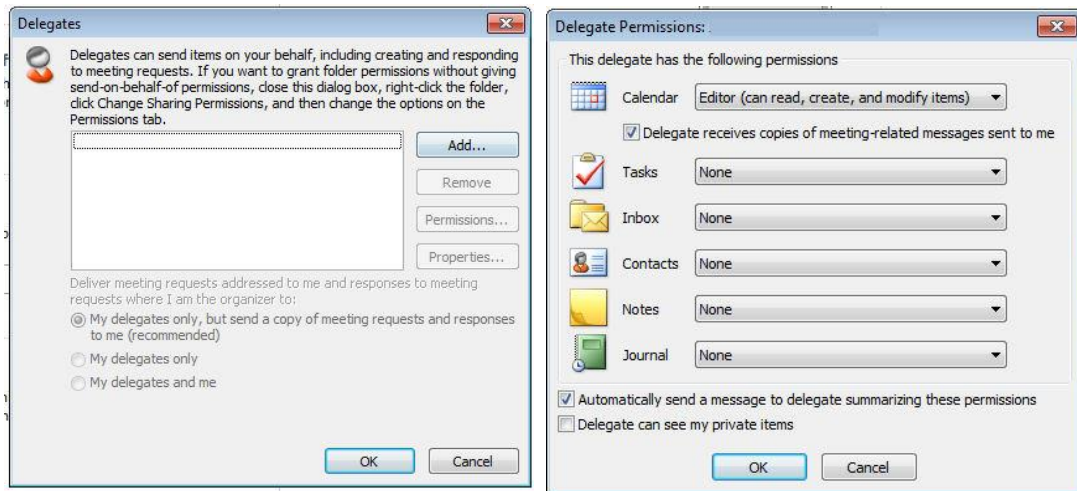 Delegates
Delegates can send items on your behalf, including creating and responding
to meeting requests. If you want to grant folder permissions without giving
send-on-behalf-of permissions, close this dialog box, right-click the folder,
click Change Sharing Permissions, and then change the options on the
Permissions tab.
Add...
Remove
Permissions...
Properties...
Deliver meeting requests addressed to me and responses to meeting
requests where I am the organizer to:
My delegates only, but send a copy of meeting requests and responses
to me (recommended)
My delegates only
My delegates and me
OK
Cancel
Delegate Permissions:
This delegate has the following permissions
Calendar
Editor (can read, create, and modify items)
Delegate receives copies of meeting-related messages sent to me
Tasks
None
Inbox
None
Contacts
None
Notes
None
Journal
None
Automatically send a message to delegate summarizing these permissions
Delegate can see my private items
OK
Cancel